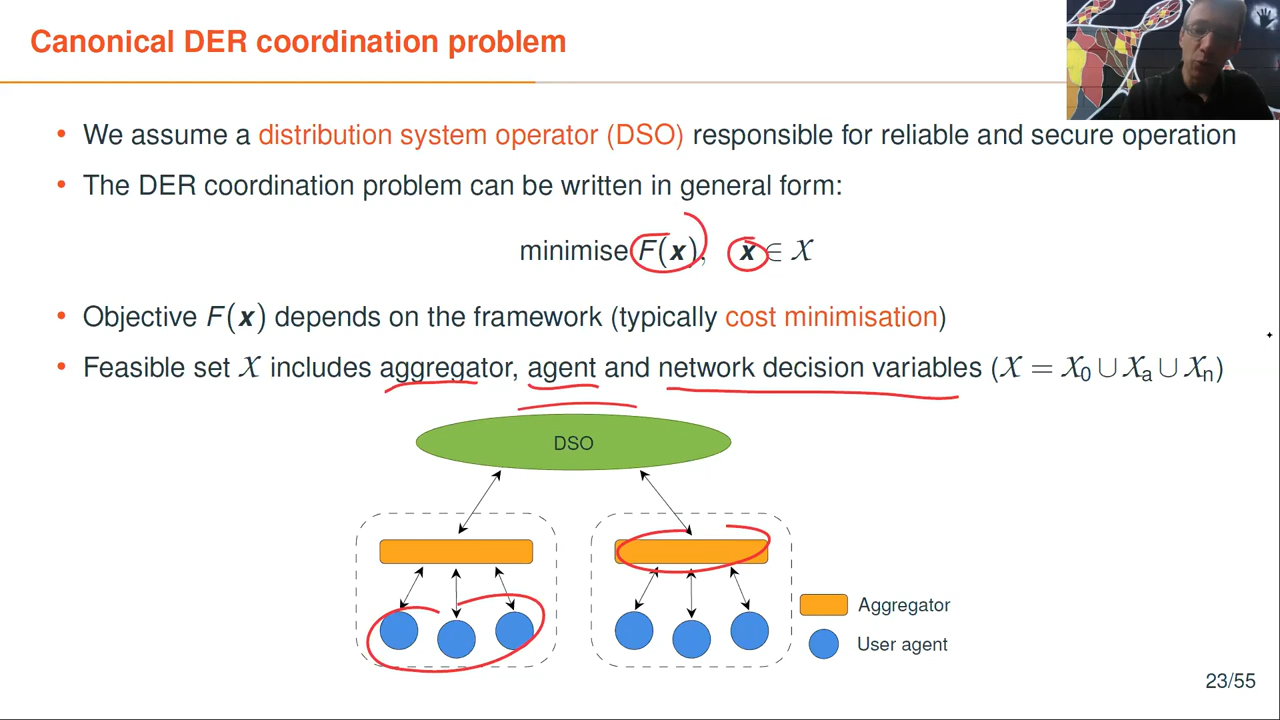 Canonical DER coordination problem
• We assume a distribution system operator (DSO) responsible for reliable and secure operation
• The DER coordination problem can be written in general form:
minimise F(x), x ∈ 𝒳
• Objective F(x) depends on the framework (typically cost minimisation)
• Feasible set 𝒳 includes aggregator, agent and network decision variables (𝒳 = 𝒳₀ ∪ 𝒳ₐ ∪ 𝒳ₙ)
DSO
Aggregator
User agent
23/55